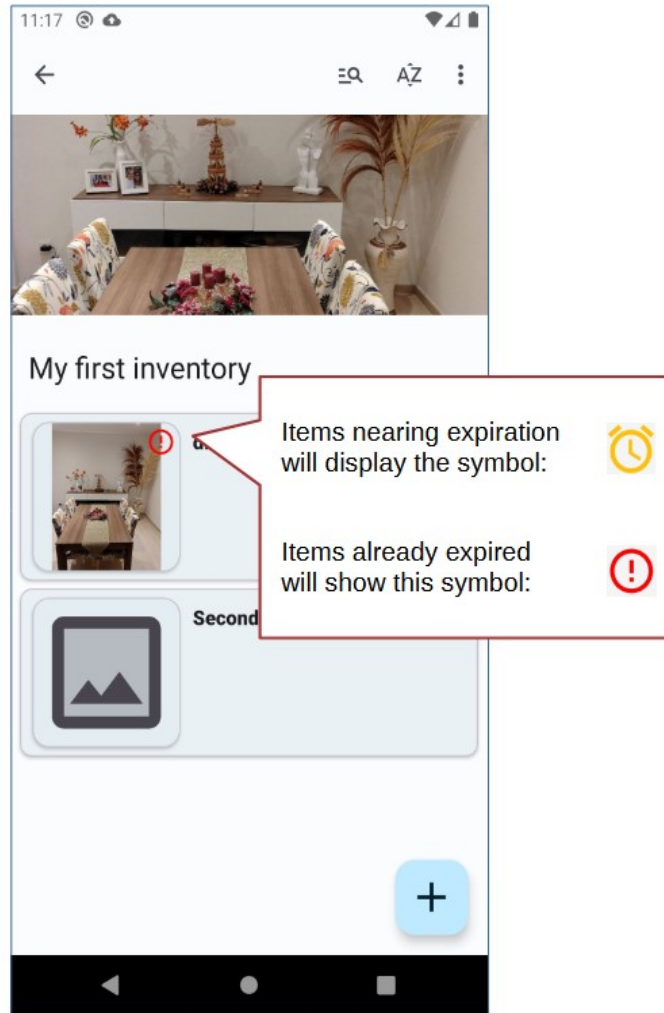 11:17
AZ
My first inventory
Items nearing expiration
will display the symbol:
Items already expired
will show this symbol:
Second